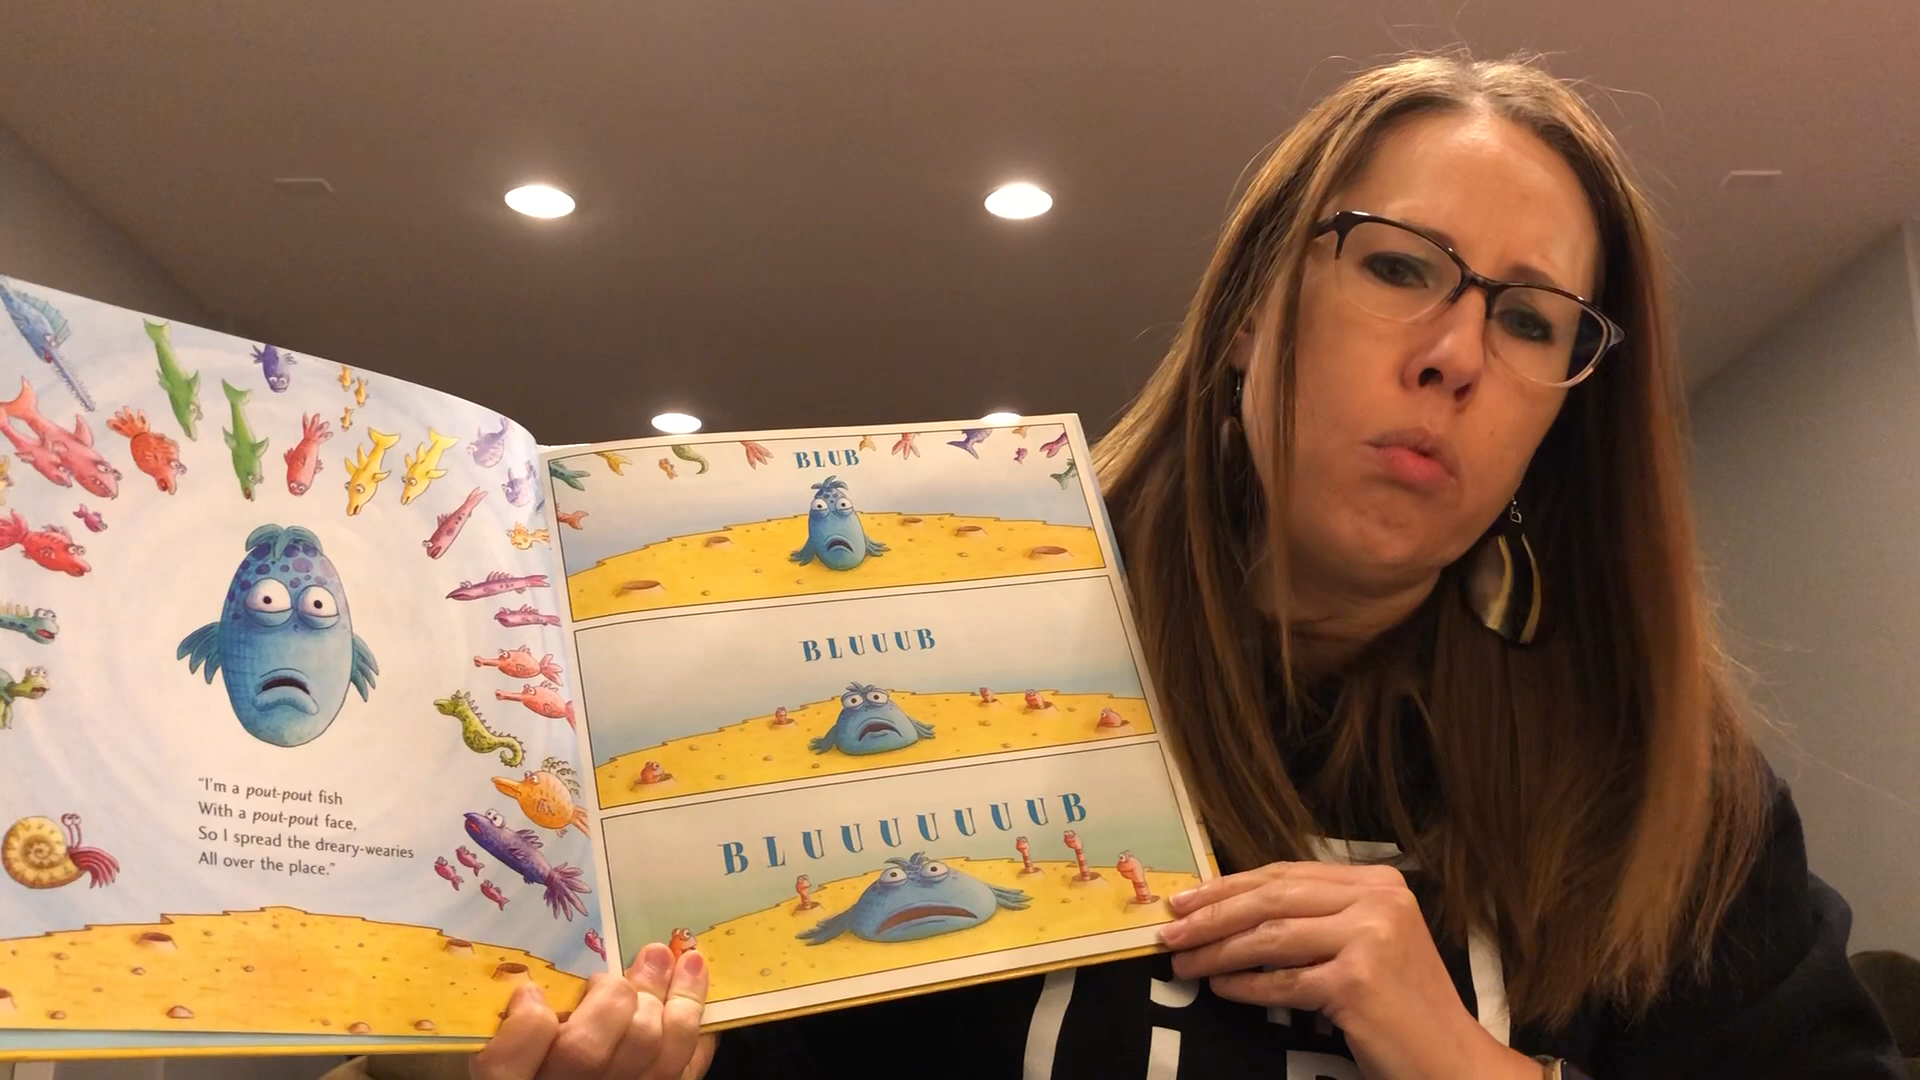 "I'm a pout-pout fish
With a pout-pout face,
So I spread the dreary-wearies
All over the place."
BLUB
BLUUUB
BLUUUUUUUB